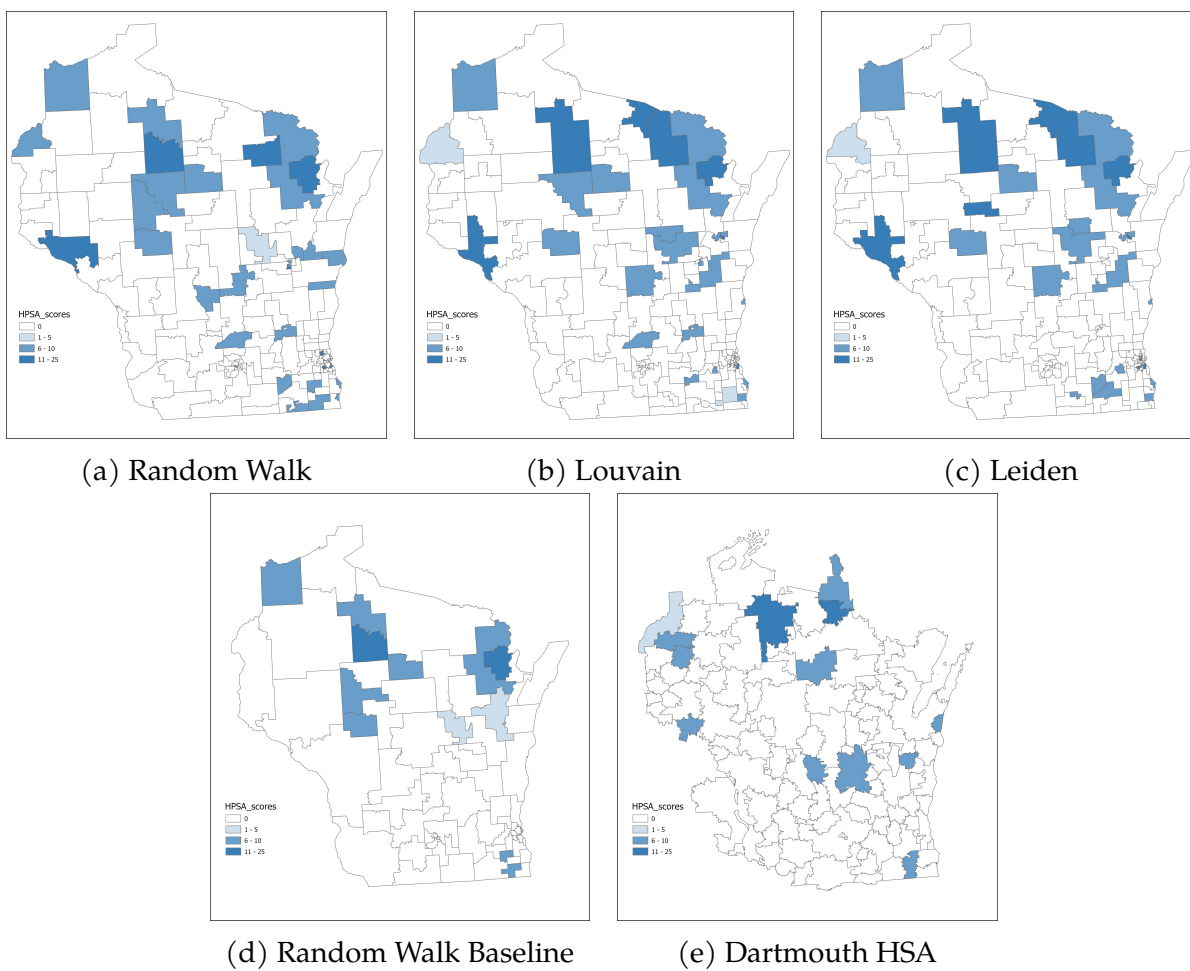 HPSA_scores
0
1 - 5
6 - 10
11 - 25
HPSA_scores
0
1 - 5
6 - 10
11 - 25
HPSA_scores
0
1 - 5
6 - 10
11 - 25
(a) Random Walk
(b) Louvain
(c) Leiden
HPSA_scores
0
1 - 5
6 - 10
11 - 25
HPSA_scores
0
1 - 5
6 - 10
11 - 25
(d) Random Walk Baseline
(e) Dartmouth HSA